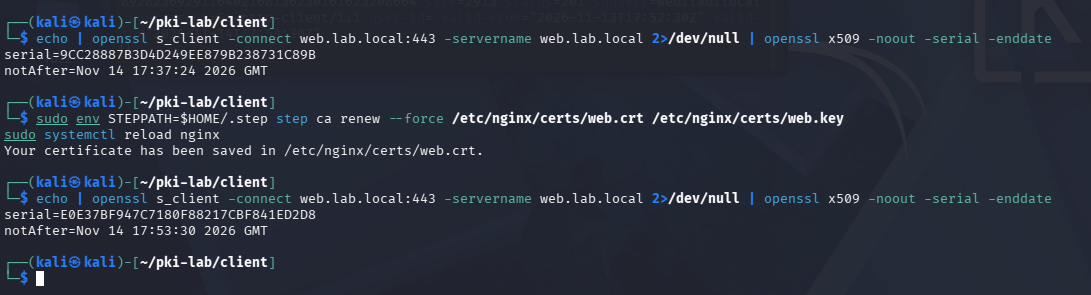 ┌──(kali㉿kali)-[~/pki-lab/client]
└─$ echo | openssl s_client -connect web.lab.local:443 -servername web.lab.local 2>/dev/null | openssl x509 -noout -serial -enddate
serial=9CC28887B3D4D249EE879B238731C89B
notAfter=Nov 14 17:37:24 2026 GMT
┌──(kali㉿kali)-[~/pki-lab/client]
└─$ sudo env STEPPATH=$HOME/.step step ca renew --force /etc/nginx/certs/web.crt /etc/nginx/certs/web.key
sudo systemctl reload nginx
Your certificate has been saved in /etc/nginx/certs/web.crt.
┌──(kali㉿kali)-[~/pki-lab/client]
└─$ echo | openssl s_client -connect web.lab.local:443 -servername web.lab.local 2>/dev/null | openssl x509 -noout -serial -enddate
serial=E0E37BF947C7180F88217CBF841ED2D8
notAfter=Nov 14 17:53:30 2026 GMT
┌──(kali㉿kali)-[~/pki-lab/client]
└─$